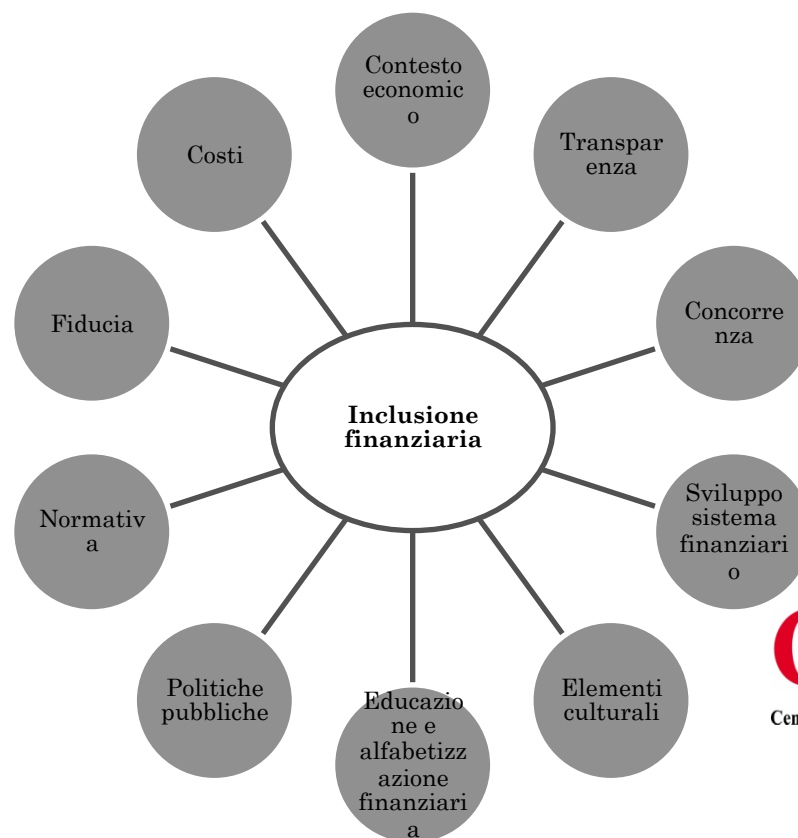 Contesto
economic
o
Transpar
enza
Concorre
nza
Sviluppo
sistema
finanziari
o
Elementi
culturali
Educazio
ne e
alfabetizz
azione
finanziari
a
Politiche
pubbliche
Normativ
a
Fiducia
Costi
Inclusione
finanziaria